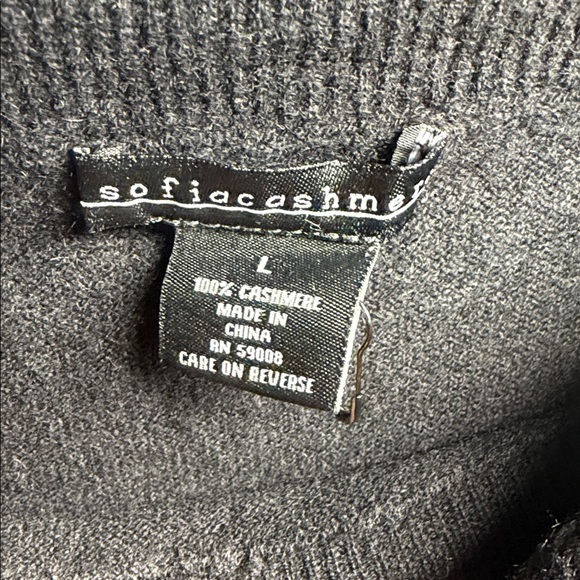 sofiacashme
L
100% CASHMERE
MADE IN
CHINA
RN 59008
CARE ON REVERSE